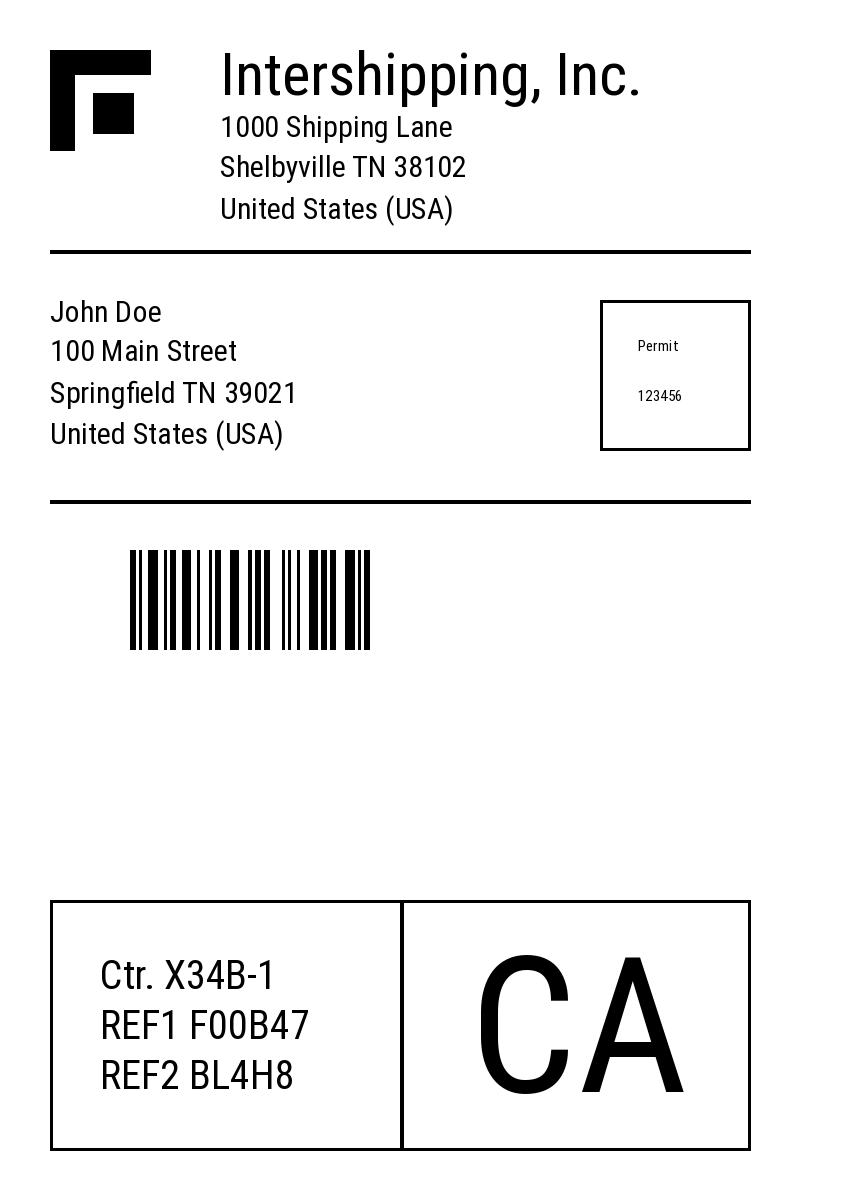 Intershipping, Inc.
1000 Shipping Lane
Shelbyville TN 38102
United States (USA)
John Doe
100 Main Street
Springfield TN 39021
United States (USA)
Permit
123456
Ctr. X34B-1
REF1 F00B47
REF2 BL4H8
CA